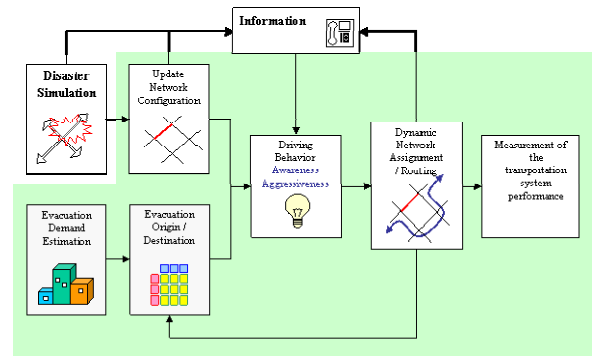 Information
Disaster
Simulation
Update
Network
Configuration
Driving
Behavior
Awareness
Aggressiveness
Dynamic
Network
Assignment
/ Routing
Measurement of
the
transportation
system
performance
Evacuation
Demand
Estimation
Evacuation
Origin /
Destination